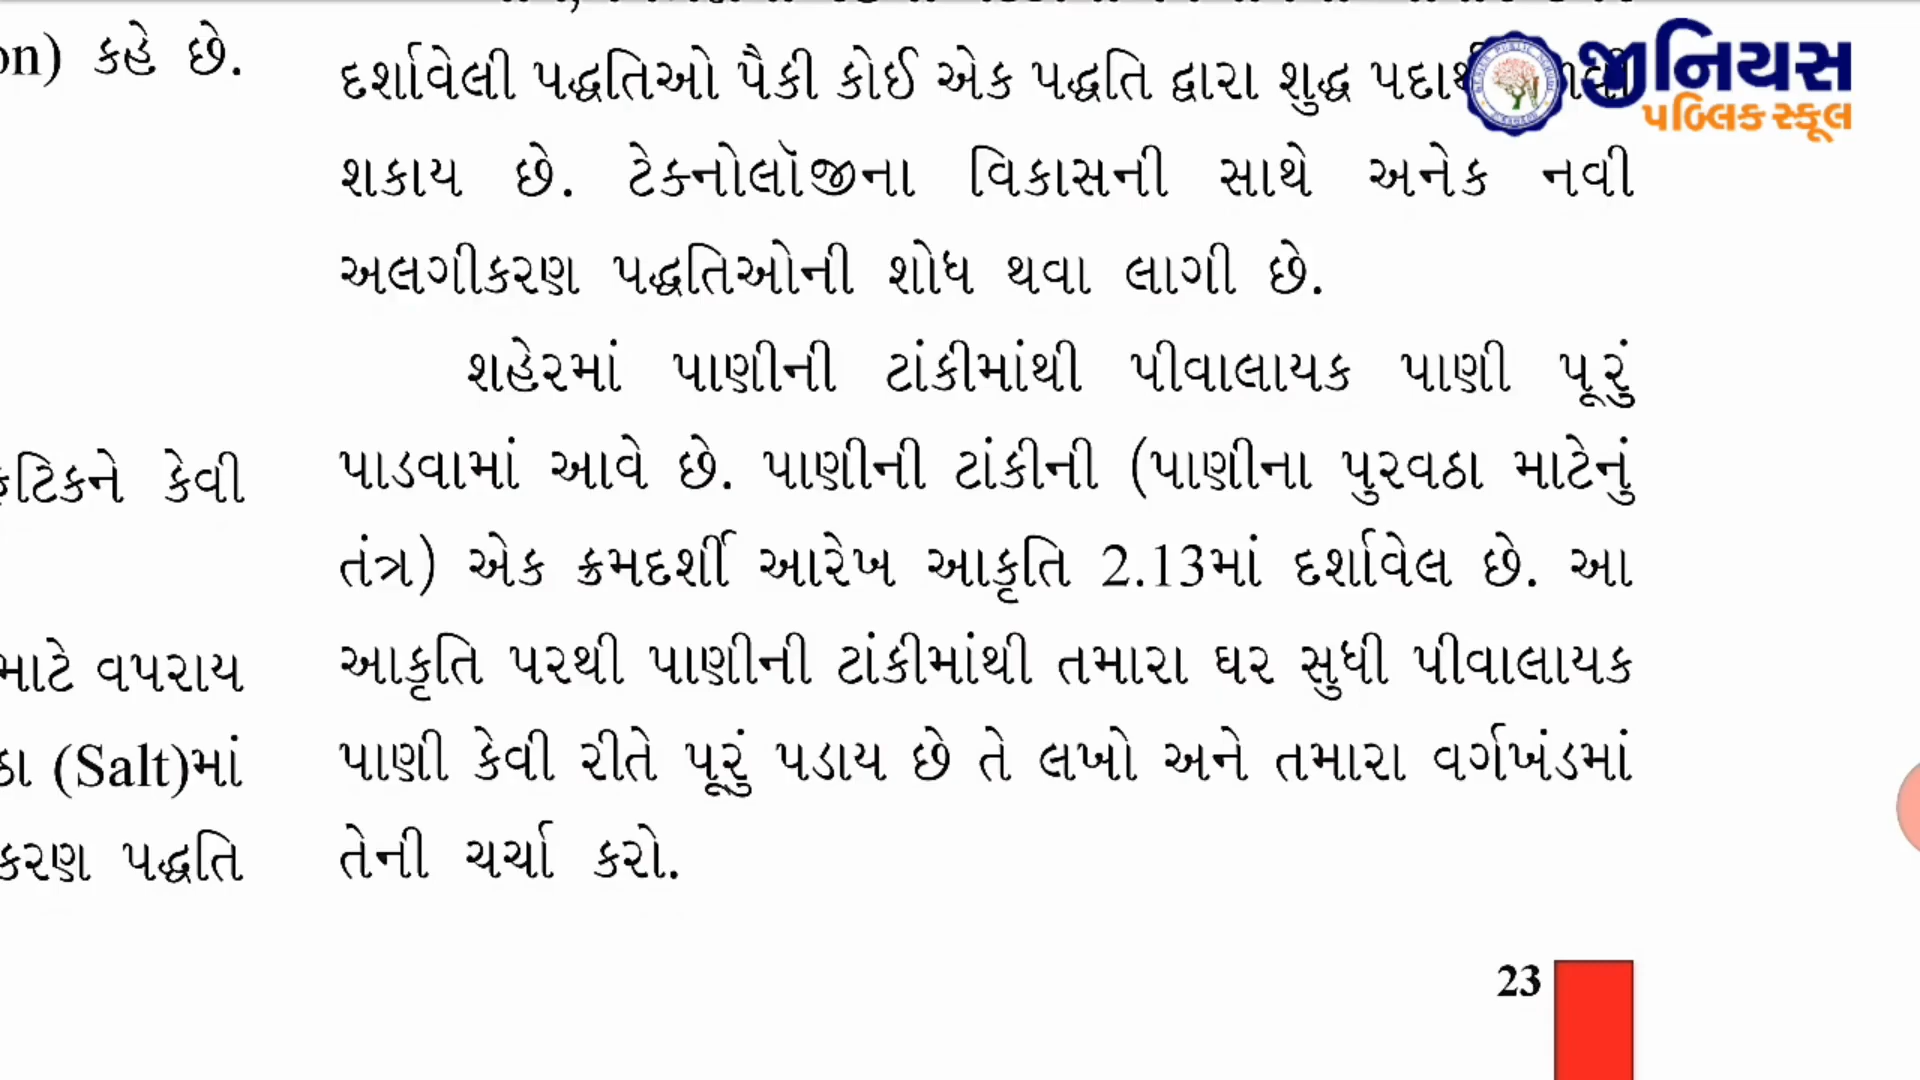 on) કહે છે.
ટિકને કેવી
માટે વપરાય
(Salt)માં
કરણ પદ્ધતિ
દર્શાવેલી પદ્ધતિઓ પૈકી કોઈ એક પદ્ધતિ દ્વારા શુદ્ધ
શકાય છે. ટેક્નોલૉજીના વિકાસની સાથે અનેક નવી
અલગીકરણ પદ્ધતિઓની શોધ થવા લાગી છે.
શહેરમાં પાણીની ટાંકીમાંથી પીવાલાયક પાણી પૂરું
પાડવામાં આવે છે. પાણીની ટાંકીની (પાણીના પુરવઠા માટેનું
તંત્ર) એક ક્રમદર્શી આરેખ આકૃતિ 2.13માં દર્શાવેલ છે. આ
આકૃતિ પરથી પાણીની ટાંકીમાંથી તમારા ઘર સુધી પીવાલાયક
પાણી કેવી રીતે પૂરું પડાય છે તે લખો અને તમારા વર્ગખંડમાં
તેની ચર્ચા કરો.
જીનિયસ
પબ્લિક સ્કૂલ
23